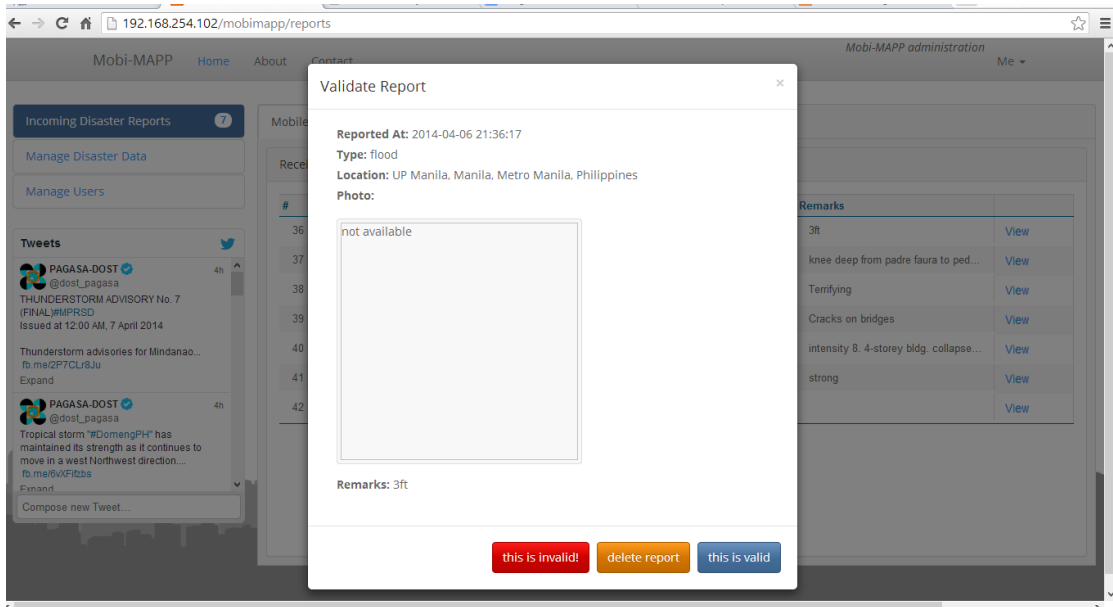 192.168.254.102/mobimapp/reports
Mobi-MAPP Home About Contact
Mobi-MAPP administration
Me
Incoming Disaster Reports 7
Manage Disaster Data
Manage Users
Tweets
PAGASA-DOST 4h
@dost_pagasa
THUNDERSTORM ADVISORY No. 7
(FINAL)#MPRSD
Issued at 12:00 AM, 7 April 2014
Thunderstorm advisories for Mindanao...
fb.me/2P7CLr8Ju
Expand
PAGASA-DOST 4h
@dost_pagasa
Tropical storm "#DomengPH" has
maintained its strength as it continues to
move in a west Northwest direction....
fb.me/6vXFifzbs
Expand
Compose new Tweet...
Mobile
Recei
# Remarks
36 3ft View
37 knee deep from padre faura to ped... View
38 Terrifying View
39 Cracks on bridges View
40 intensity 8. 4-storey bldg. collapse... View
41 strong View
42 View
Validate Report ×
Reported At: 2014-04-06 21:36:17
Type: flood
Location: UP Manila, Manila, Metro Manila, Philippines
Photo:
not available
Remarks: 3ft
this is invalid! delete report this is valid